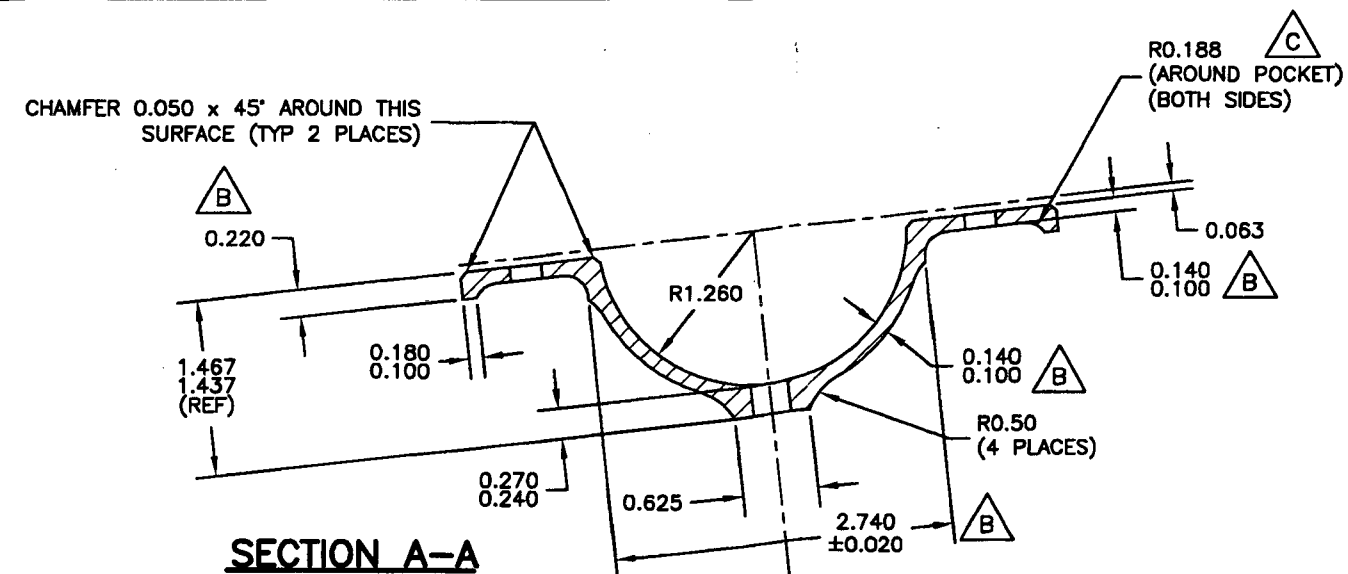 R0.188
C
(AROUND POCKET)
(BOTH SIDES)
CHAMFER 0.050 x 45° AROUND THIS
SURFACE (TYP 2 PLACES)
B
0.220
0.063
0.140
0.100
B
R1.260
1.467
1.437
(REF)
0.180
0.100
0.140
0.100
B
R0.50
(4 PLACES)
0.270
0.240
0.625
2.740
±0.020
B
SECTION A-A